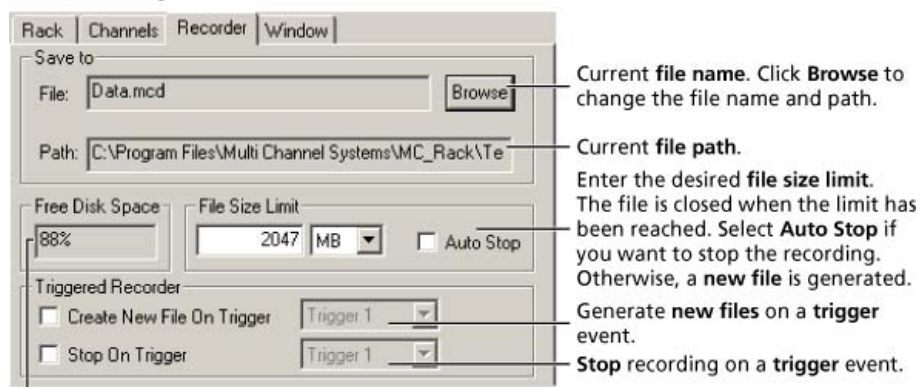 Rack Channels Recorder Window
Save to
File: Data.mcd Browse
Path: C:\Program Files\Multi Channel Systems\MC_Rack\Te
Free Disk Space File Size Limit
88% 2047 MB Auto Stop
Triggered Recorder
Create New File On Trigger Trigger 1
Stop On Trigger Trigger 1
Current file name. Click Browse to
change the file name and path.
Current file path.
Enter the desired file size limit.
The file is closed when the limit has
been reached. Select Auto Stop if
you want to stop the recording.
Otherwise, a new file is generated.
Generate new files on a trigger
event.
Stop recording on a trigger event.